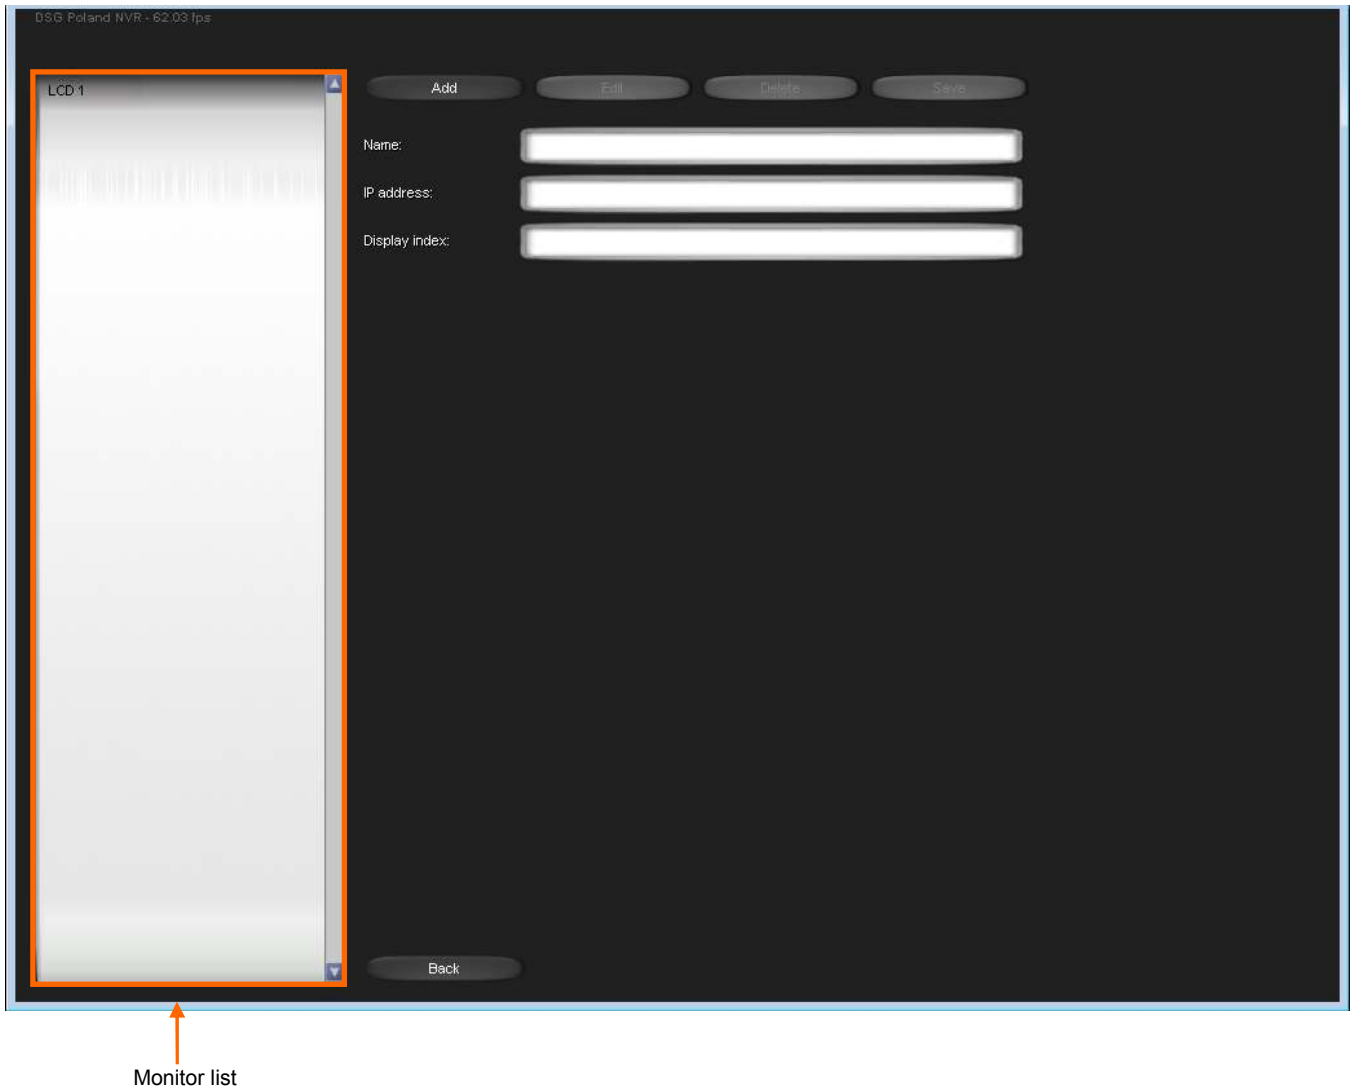 DSG Poland NVR - 62.03 fps
LCD 1
Add
Edit
Delete
Save
Name:
IP address:
Display index:
Back
Monitor list